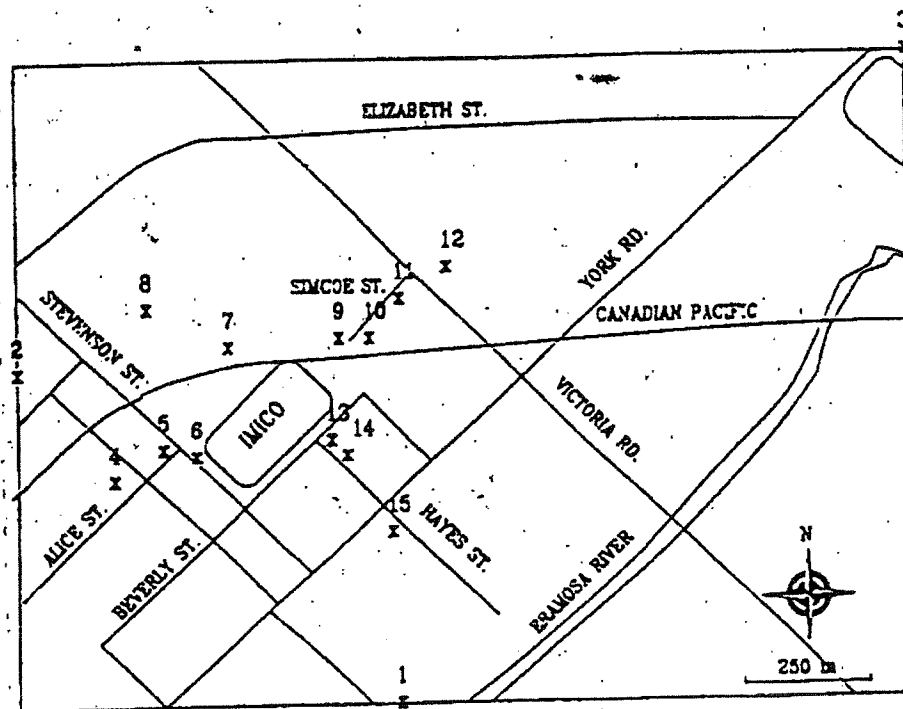 3
ELIZABETH ST.
12
YORK RD.
11
SIMCOE ST.
8
CANADIAN PACIFIC
STEVENSON ST.
9
10
7
2
VICTORIA RD.
IMICO
13
14
5
6
4
HAYES ST.
15
ALICE ST.
BEVERLY ST.
ERAMOSA RIVER
N
250 m
1